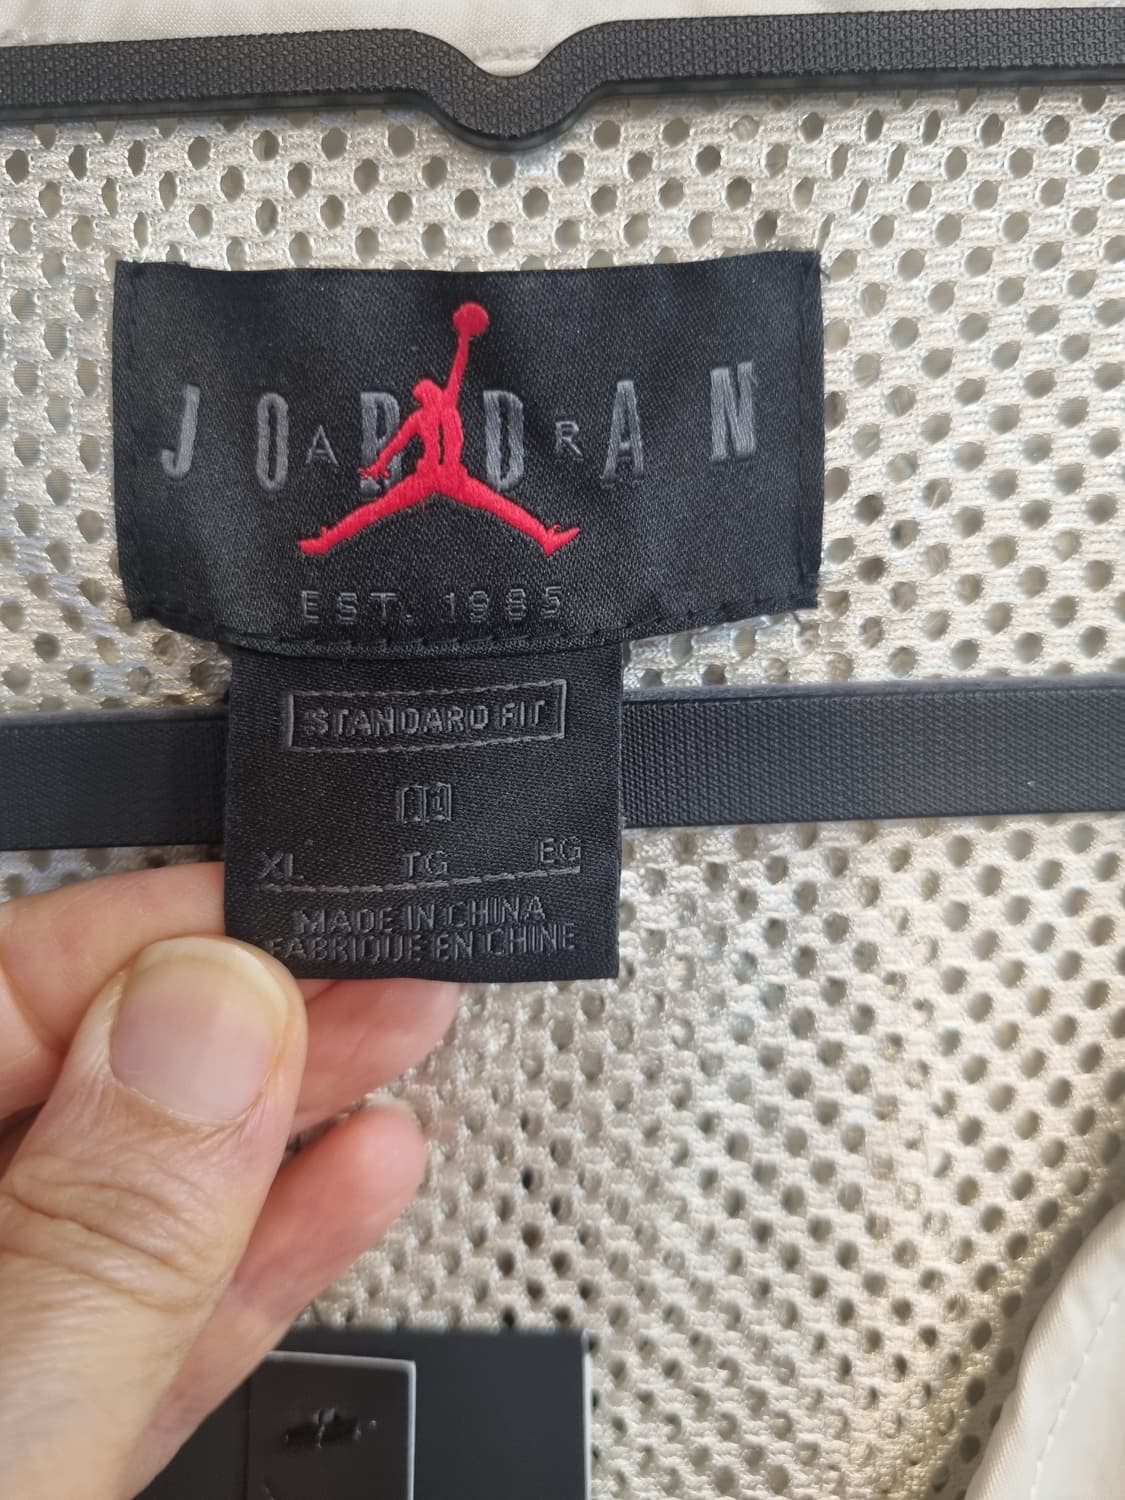 JORDAN
AIR
EST. 1985
STANDARD FIT
XL TG EG
MADE IN CHINA
FABRIQUE EN CHINE